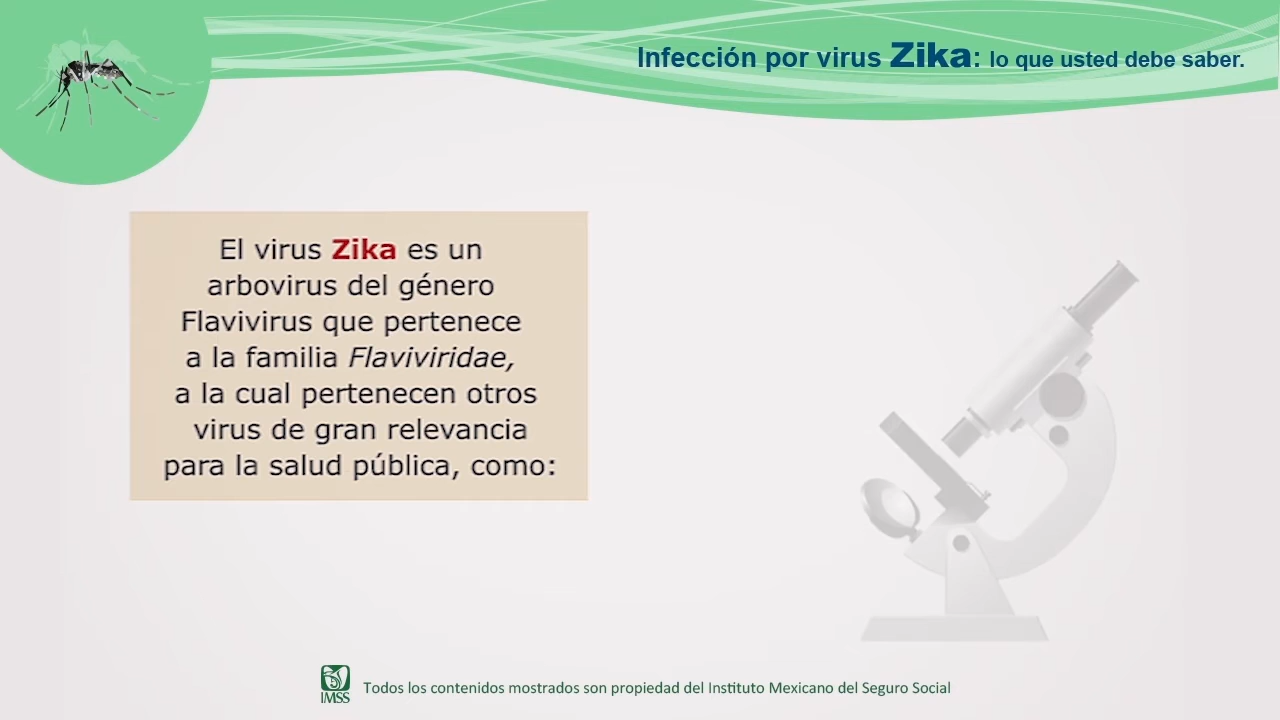 Infección por virus Zika: lo que usted debe saber.
El virus Zika es un
arbovirus del género
Flavivirus que pertenece
a la familia Flaviviridae,
a la cual pertenecen otros
virus de gran relevancia
para la salud pública, como:
IMSS
Todos los contenidos mostrados son propiedad del Instituto Mexicano del Seguro Social